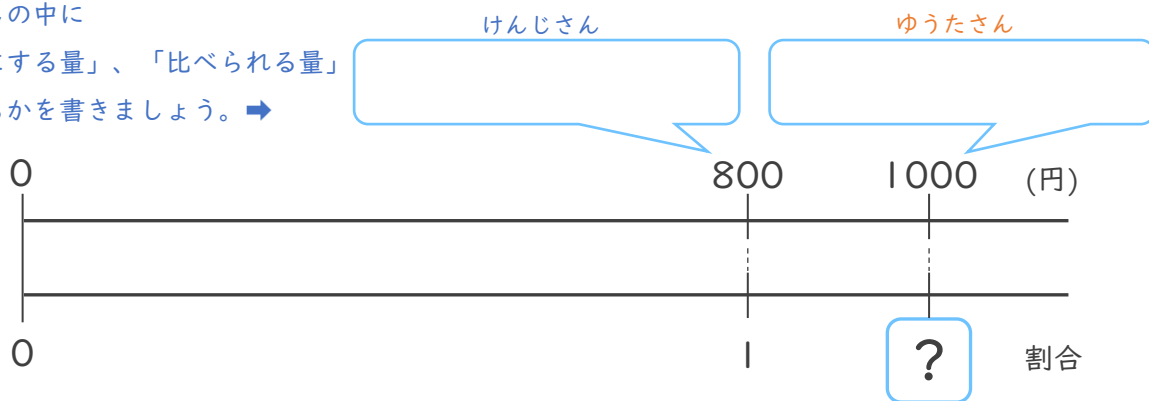 の中に
する量」、「比べられる量」
かを書きましょう。➡
けんじさん
ゆうたさん
0 800 1000 (円)
0 1 ? 割合